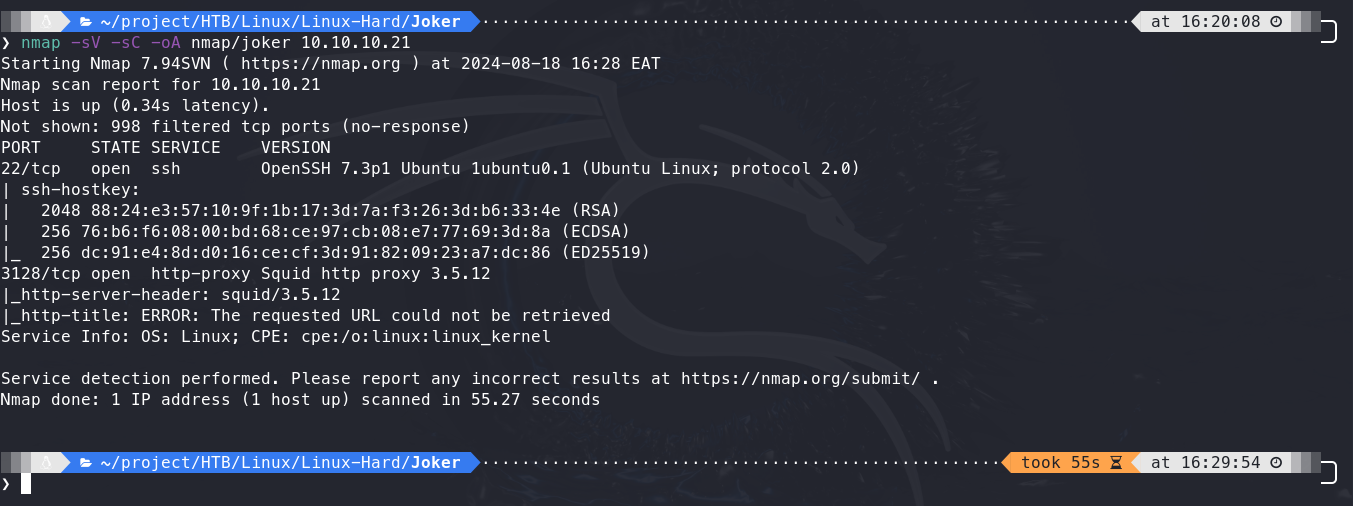 ~/project/HTB/Linux/Linux-Hard/Joker at 16:20:08
❯ nmap -sV -sC -oA nmap/joker 10.10.10.21
Starting Nmap 7.94SVN ( https://nmap.org ) at 2024-08-18 16:28 EAT
Nmap scan report for 10.10.10.21
Host is up (0.34s latency).
Not shown: 998 filtered tcp ports (no-response)
PORT     STATE SERVICE    VERSION
22/tcp   open  ssh        OpenSSH 7.3p1 Ubuntu 1ubuntu0.1 (Ubuntu Linux; protocol 2.0)
| ssh-hostkey:
|   2048 88:24:e3:57:10:9f:1b:17:3d:7a:f3:26:3d:b6:33:4e (RSA)
|   256 76:b6:f6:08:00:bd:68:ce:97:cb:08:e7:77:69:3d:8a (ECDSA)
|_  256 dc:91:e4:8d:d0:16:ce:cf:3d:91:82:09:23:a7:dc:86 (ED25519)
3128/tcp open  http-proxy Squid http proxy 3.5.12
|_http-server-header: squid/3.5.12
|_http-title: ERROR: The requested URL could not be retrieved
Service Info: OS: Linux; CPE: cpe:/o:linux:linux_kernel
Service detection performed. Please report any incorrect results at https://nmap.org/submit/ .
Nmap done: 1 IP address (1 host up) scanned in 55.27 seconds
~/project/HTB/Linux/Linux-Hard/Joker took 55s at 16:29:54
❯